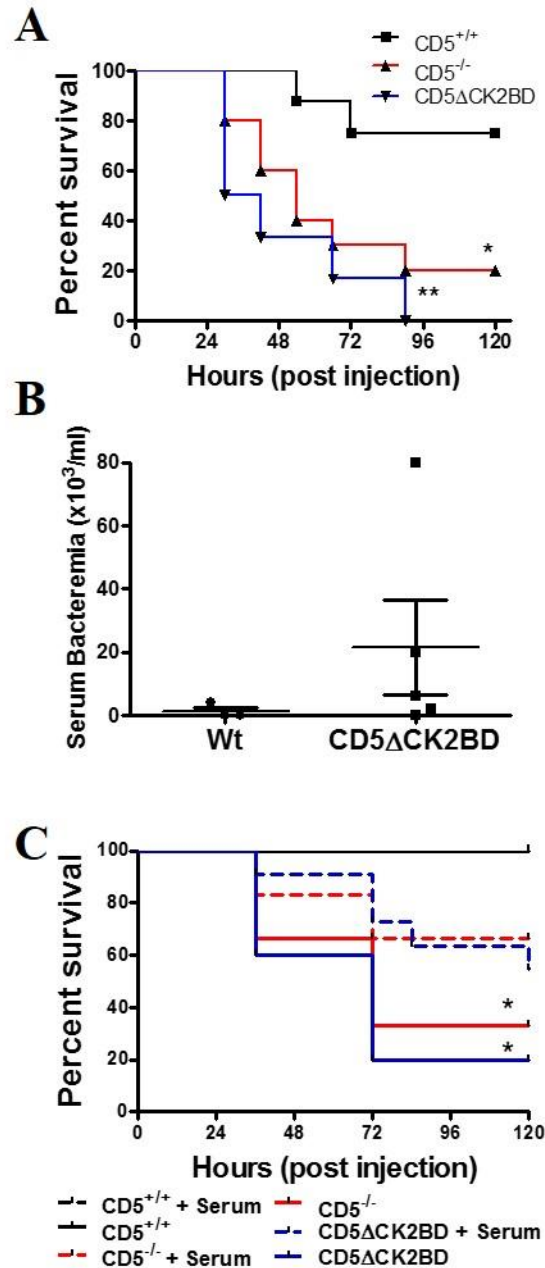 A
CD5+/+
CD5-/-
CD5ΔCK2BD
Percent survival
100
80
60
40
20
0
*
**
0 24 48 72 96 120
Hours (post injection)
B
Serum Bacteremia (x10³/ml)
80
60
40
20
0
Wt CD5ΔCK2BD
C
Percent survival
100
80
60
40
20
0
*
*
0 24 48 72 96 120
Hours (post injection)
CD5+/+ + Serum CD5-/-
CD5+/+ CD5ΔCK2BD + Serum
CD5-/- + Serum CD5ΔCK2BD